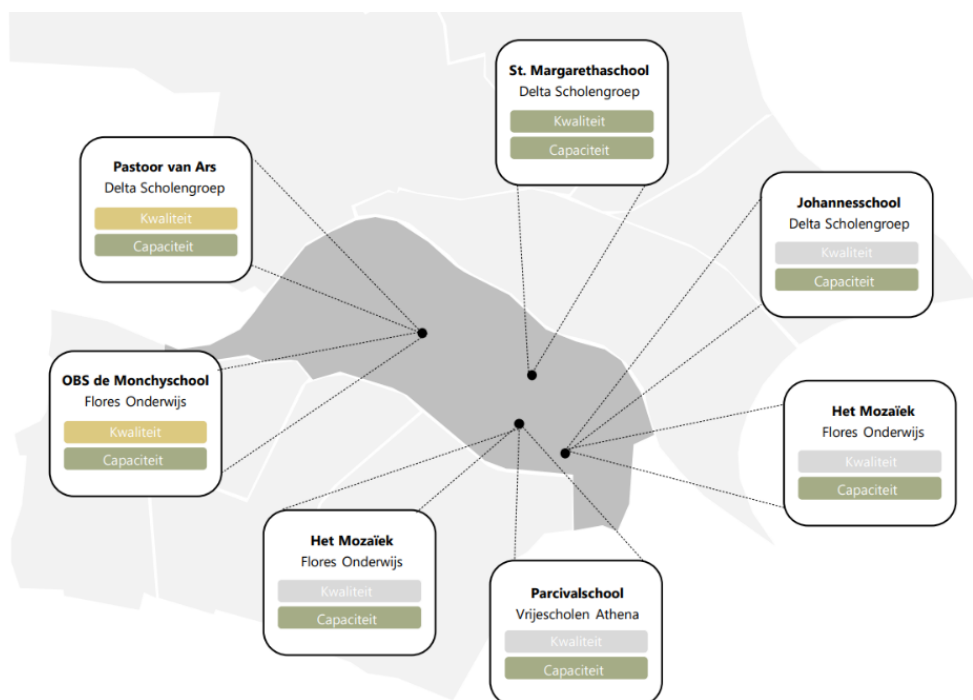 St. Margarethaschool
Delta Scholengroep
Kwaliteit
Capaciteit
Pastoor van Ars
Delta Scholengroep
Kwaliteit
Capaciteit
Johannesschool
Delta Scholengroep
Kwaliteit
Capaciteit
OBS de Monchyschool
Flores Onderwijs
Kwaliteit
Capaciteit
Het Mozaïek
Flores Onderwijs
Kwaliteit
Capaciteit
Het Mozaïek
Flores Onderwijs
Kwaliteit
Capaciteit
Parcivalschool
Vrijescholen Athena
Kwaliteit
Capaciteit